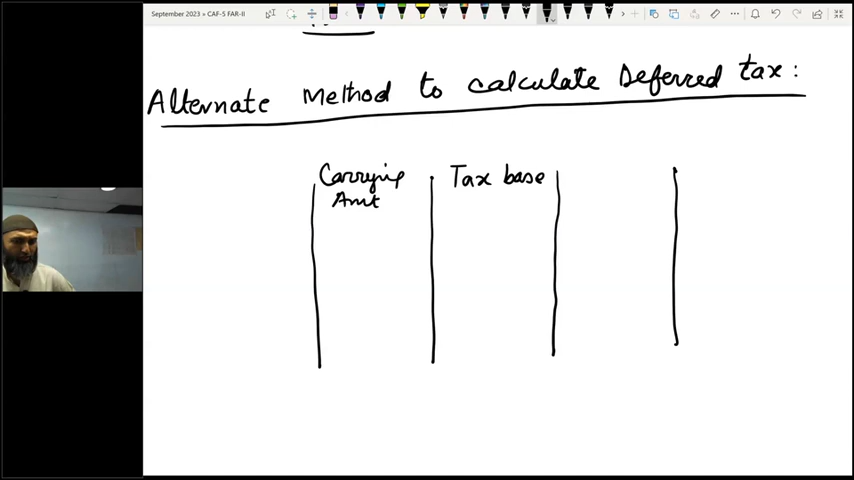 September 2023 » CAF-5 FAR-II
Alternate Method to calculate Deferred tax:
Carrying Amt
Tax base